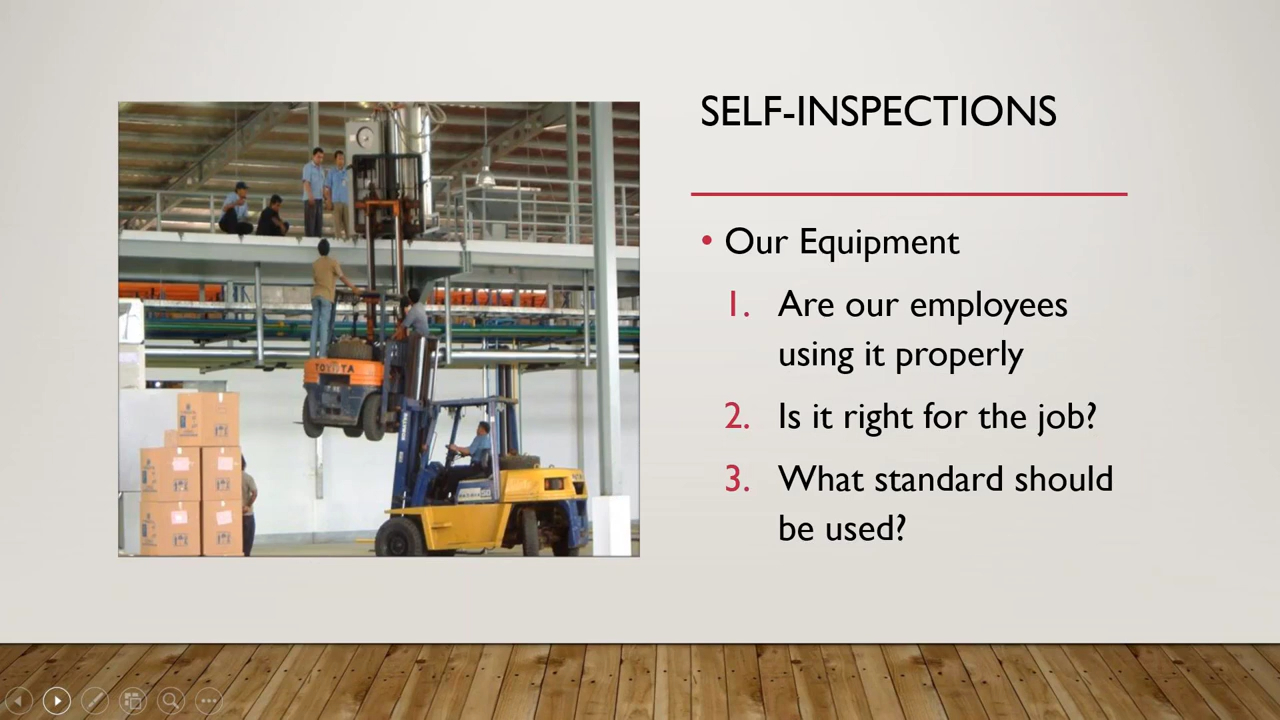 SELF-INSPECTIONS
• Our Equipment
1. Are our employees
using it properly
2. Is it right for the job?
3. What standard should
be used?
TOYOTA